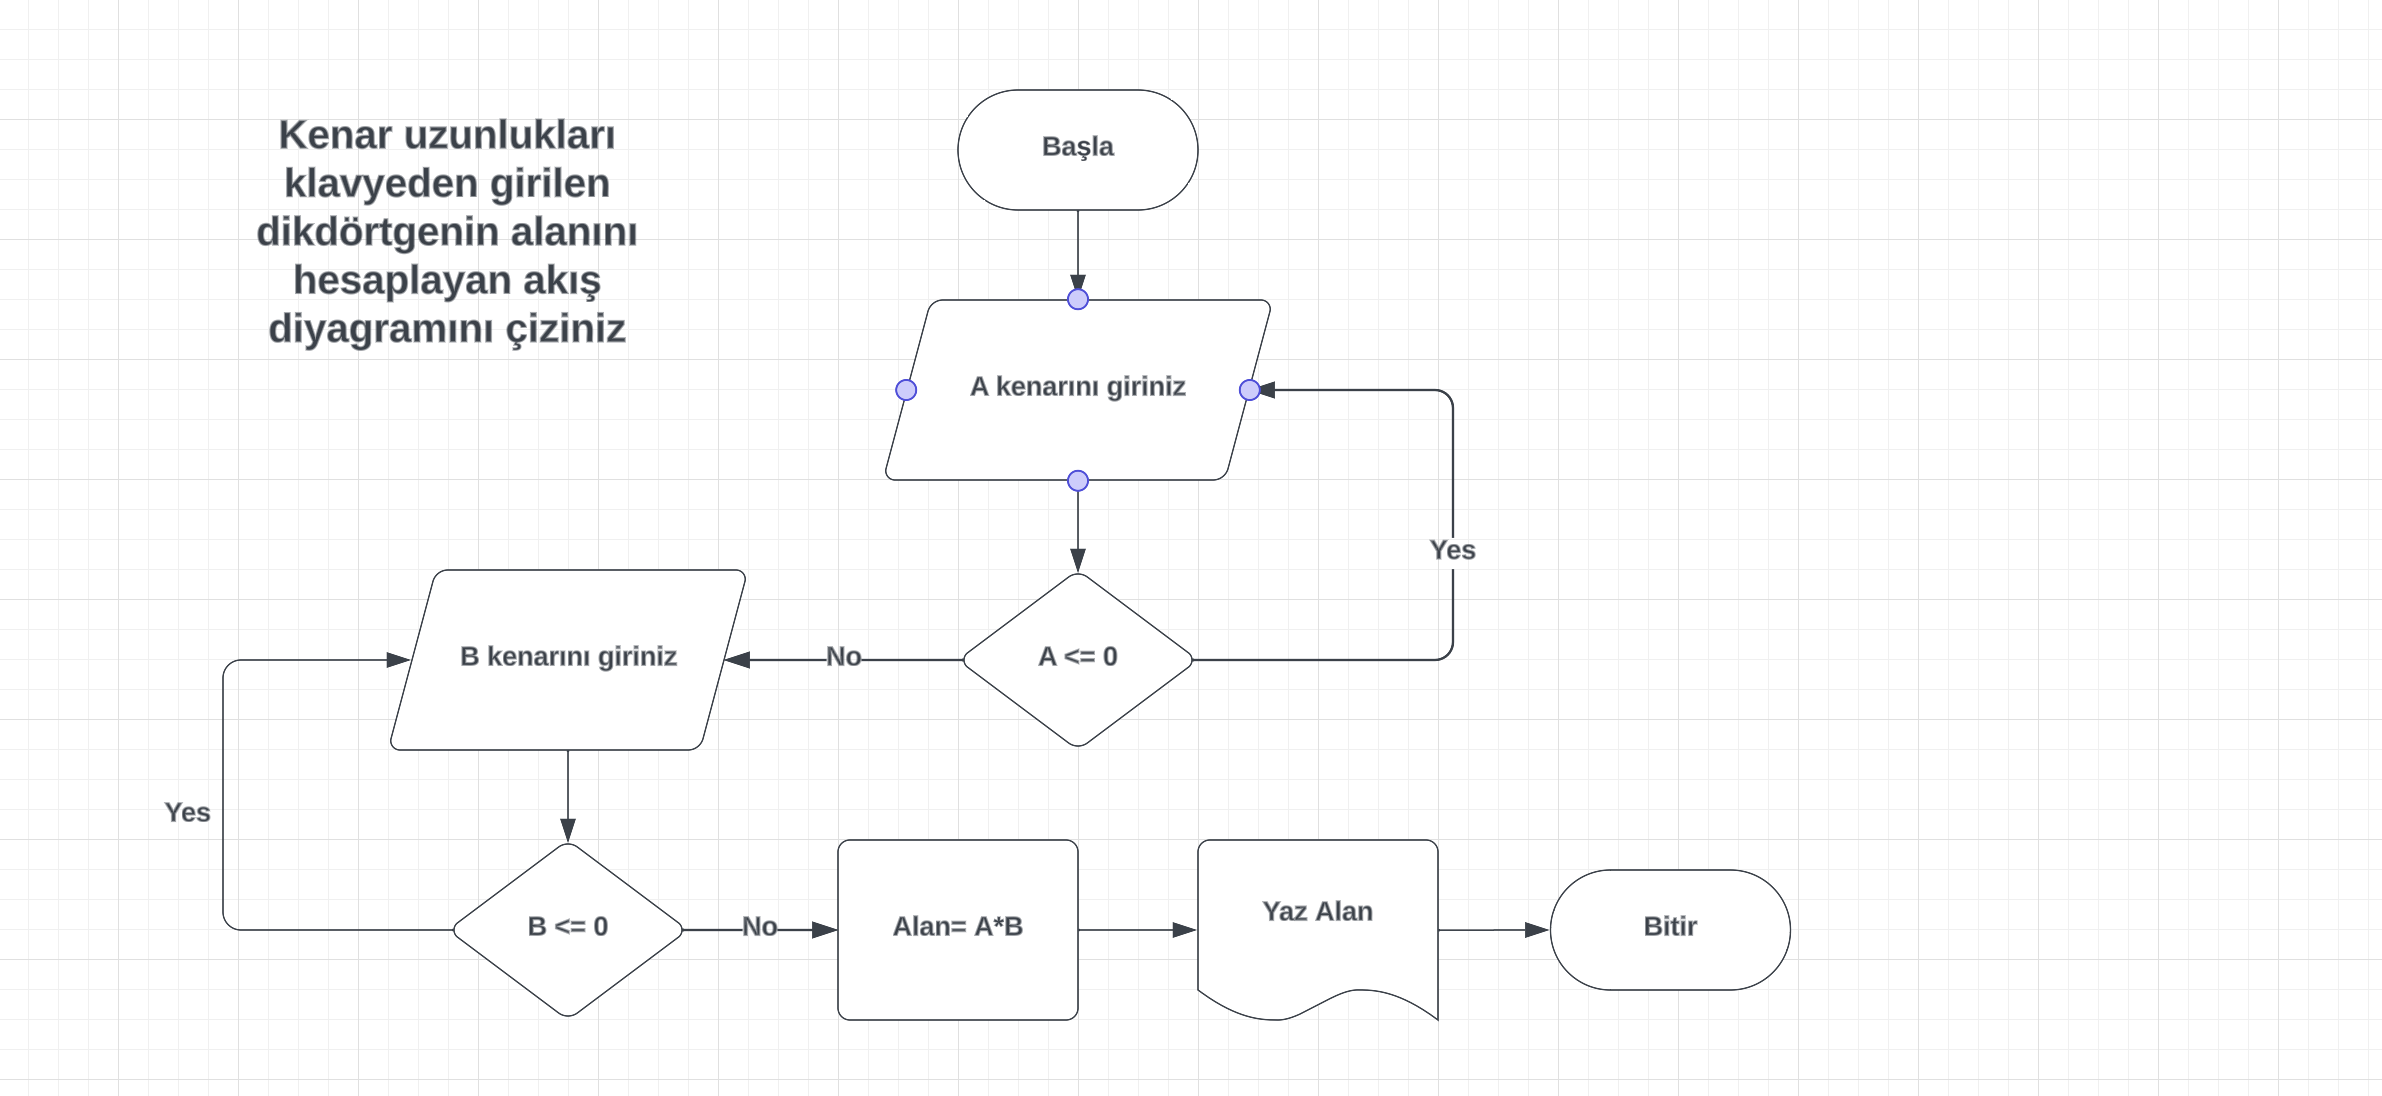 Kenar uzunlukları
klavyeden girilen
dikdörtgenin alanını
hesaplayan akış
diyagramını çiziniz
Başla
A kenarını giriniz
Yes
A <= 0
No
B kenarını giriniz
Yes
B <= 0
No
Alan= A*B
Yaz Alan
Bitir